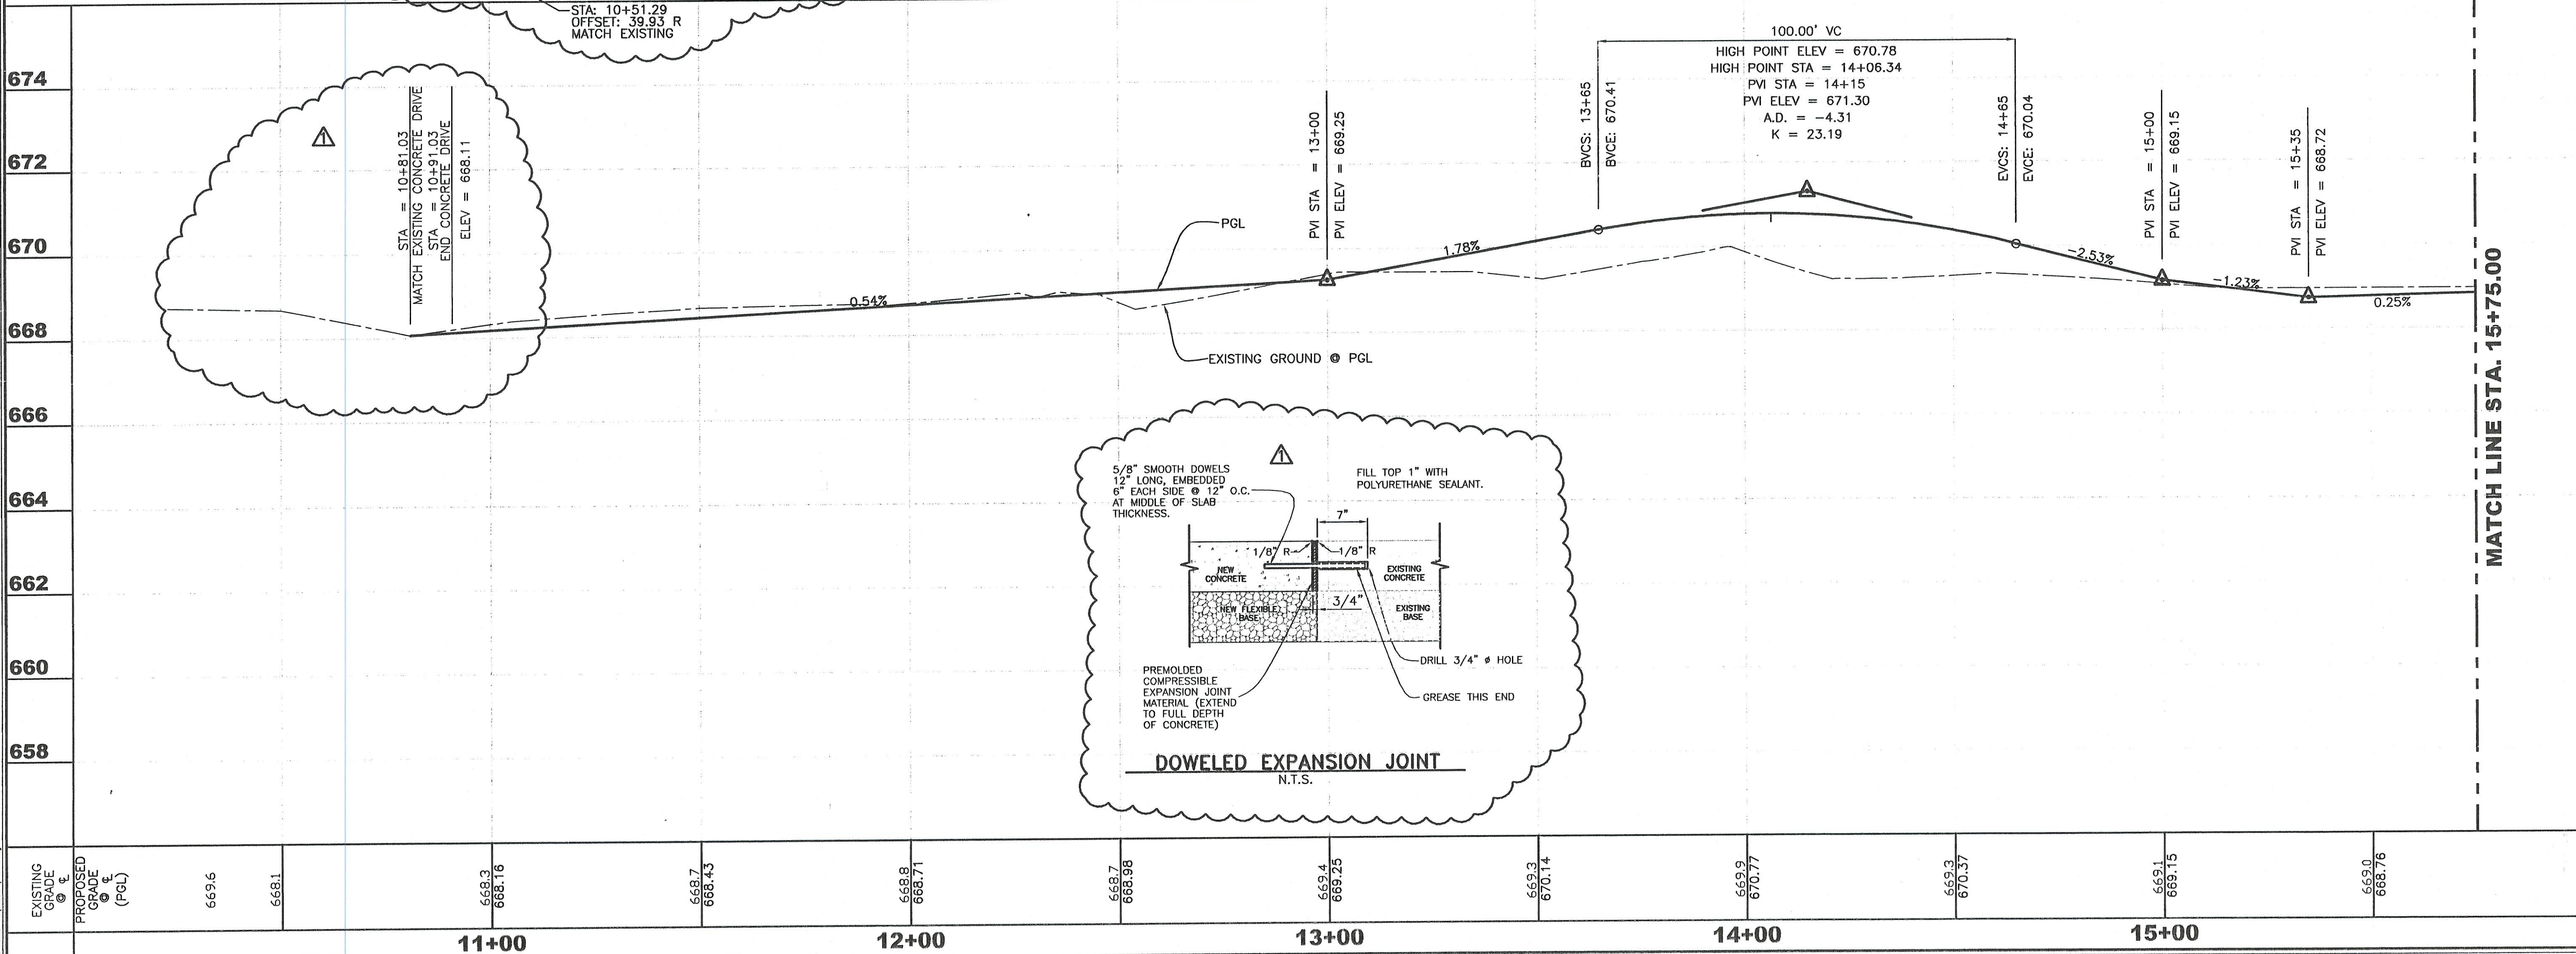 STA: 10+51.29
OFFSET: 39.93 R
MATCH EXISTING
674
672
670
668
666
664
662
660
658
1
STA = 10+81.03
MATCH EXISTING CONCRETE DRIVE
STA = 10+91.03
END CONCRETE DRIVE
ELEV = 668.11
0.54%
PGL
EXISTING GROUND @ PGL
PVI STA = 13+00
PVI ELEV = 669.25
1.78%
BVCS: 13+65
BVCE: 670.41
100.00' VC
HIGH POINT ELEV = 670.78
HIGH POINT STA = 14+06.34
PVI STA = 14+15
PVI ELEV = 671.30
A.D. = -4.31
K = 23.19
EVCS: 14+65
EVCE: 670.04
-2.53%
PVI STA = 15+00
PVI ELEV = 669.15
-1.23%
PVI STA = 15+35
PVI ELEV = 668.72
0.25%
MATCH LINE STA. 15+75.00
1
5/8" SMOOTH DOWELS
12" LONG, EMBEDDED
6" EACH SIDE @ 12" O.C.
AT MIDDLE OF SLAB
THICKNESS.
FILL TOP 1" WITH
POLYURETHANE SEALANT.
7"
1/8" R
1/8" R
NEW
CONCRETE
EXISTING
CONCRETE
NEW FLEXIBLE
BASE
3/4"
EXISTING
BASE
DRILL 3/4" ø HOLE
GREASE THIS END
PREMOLDED
COMPRESSIBLE
EXPANSION JOINT
MATERIAL (EXTEND
TO FULL DEPTH
OF CONCRETE)
DOWELED EXPANSION JOINT
N.T.S.
EXISTING
GRADE
@ ℄
PROPOSED
GRADE
@ ℄
(PGL)
669.6
668.1
668.3
668.16
668.7
668.43
668.8
668.71
668.7
668.98
669.4
669.25
669.3
670.14
669.9
670.77
669.3
670.37
669.1
669.15
669.0
668.76
11+00
12+00
13+00
14+00
15+00